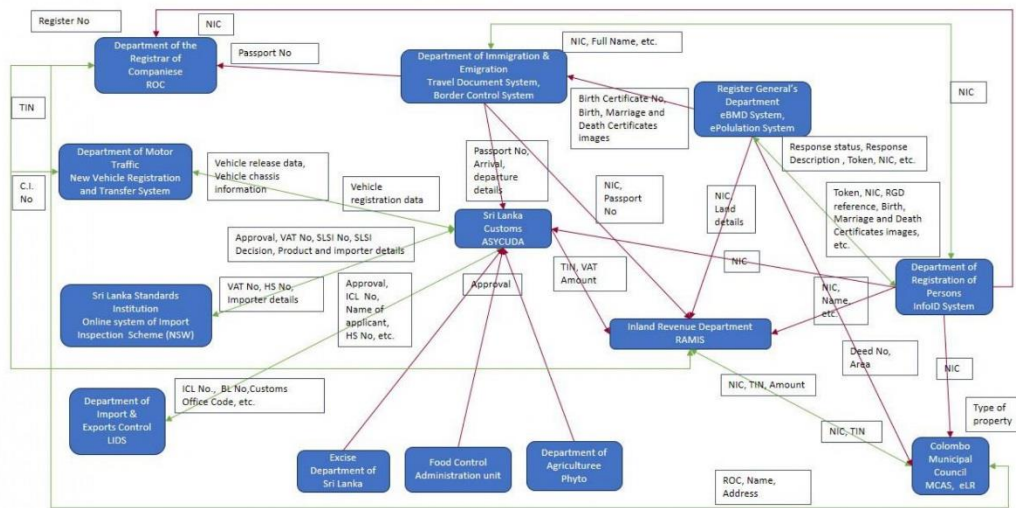 Register No
NIC
Department of the
Registrar of
Companiese
ROC
Passport No
Department of Immigration &
Emigration
Travel Document System,
Border Control System
NIC, Full Name, etc.
Birth Certificate No,
Birth, Marriage and
Death Certificates
images
Register General's
Department
eBMD System,
ePolulation System
NIC
TIN
Department of Motor
Traffic
New Vehicle Registration
and Transfer System
Vehicle release data,
Vehicle chassis
information
Vehicle
registration data
Passport No,
Arrival,
departure
details
NIC,
Passport
No
NIC,
Land
details
Response status, Response
Description , Token, NIC, etc.
Token, NIC, RGD
reference, Birth,
Marriage and Death
Certificates images,
etc.
C.I.
No
Approval, VAT No, SLSI No, SLSI
Decision, Product and Importer details
Sri Lanka
Customs
ASYCUDA
VAT No, HS No,
Importer details
Approval,
ICL No,
Name of
applicant,
HS No, etc.
Approval
TIN, VAT
Amount
NIC
NIC,
Name,
etc.
Department of
Registration of
Persons
InfoID System
Sri Lanka Standards
Institution
Online system of Import
Inspection Scheme (NSW)
Inland Revenue Department
RAMIS
Deed No,
Area
NIC
ICL No., BL No,Customs
Office Code, etc.
NIC, TIN, Amount
Type of
property
Department of
Import &
Exports Control
LIDS
NIC, TIN
Excise
Department of
Sri Lanka
Food Control
Administration unit
Department of
Agriculturee
Phyto
Colombo
Municipal
Council
MCAS, eLR
ROC, Name,
Address